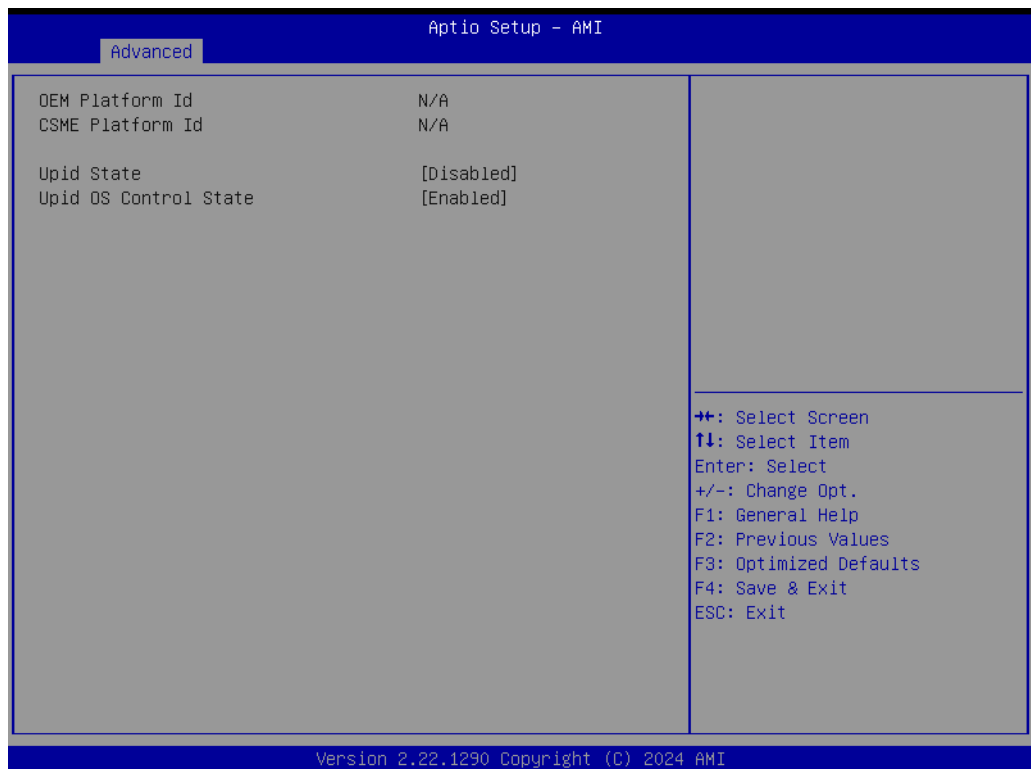 Aptio Setup – AMI
Advanced
OEM Platform Id N/A
CSME Platform Id N/A
Upid State [Disabled]
Upid OS Control State [Enabled]
→←: Select Screen
↑↓: Select Item
Enter: Select
+/-: Change Opt.
F1: General Help
F2: Previous Values
F3: Optimized Defaults
F4: Save & Exit
ESC: Exit
Version 2.22.1290 Copyright (C) 2024 AMI